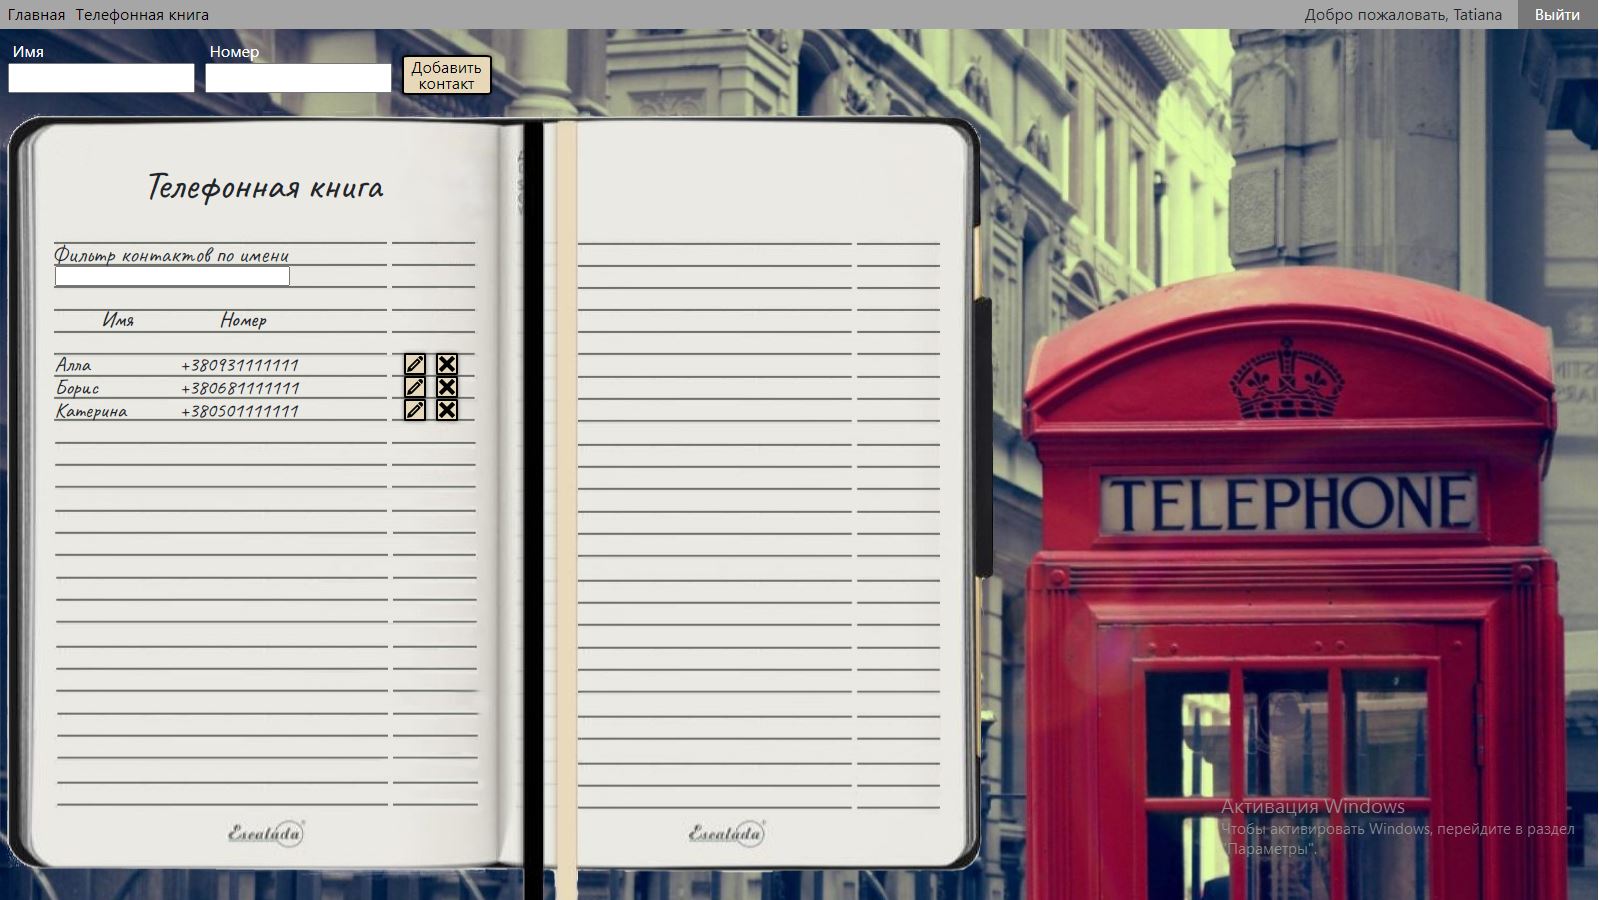 Главная Телефонная книга Добро пожаловать, Tatiana Выйти
Имя Номер
Добавить
контакт
Телефонная книга
Фильтр контактов по имени
Имя Номер
Алла +380931111111
Борис +380681111111
Катерина +380501111111
Escalada Escalada
TELEPHONE
Активация Windows
Чтобы активировать Windows, перейдите в раздел
"Параметры".